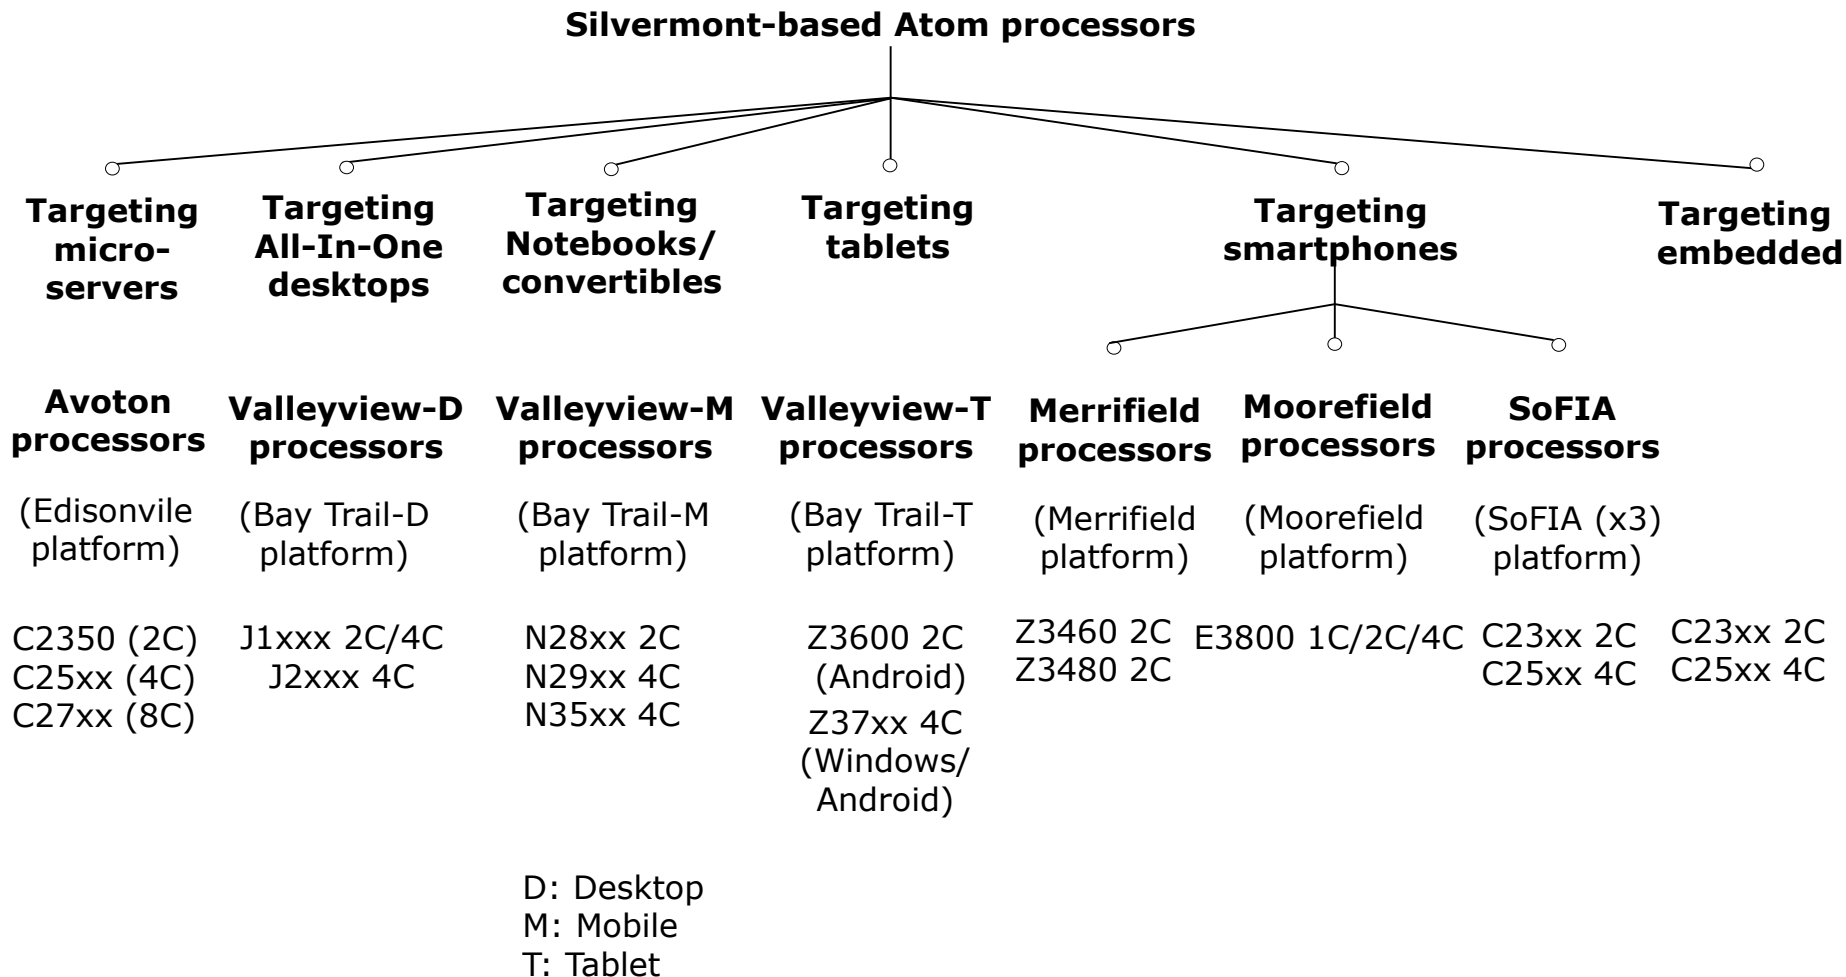 Silvermont-based Atom processors
Targeting
micro-
servers
Targeting
All-In-One
desktops
Targeting
Notebooks/
convertibles
Targeting
tablets
Targeting
smartphones
Targeting
embedded
Avoton
processors
(Edisonvile
platform)
C2350 (2C)
C25xx (4C)
C27xx (8C)
Valleyview-D
processors
(Bay Trail-D
platform)
J1xxx 2C/4C
J2xxx 4C
Valleyview-M
processors
(Bay Trail-M
platform)
N28xx 2C
N29xx 4C
N35xx 4C
Valleyview-T
processors
(Bay Trail-T
platform)
Z3600 2C
(Android)
Z37xx 4C
(Windows/
Android)
Merrifield
processors
(Merrifield
platform)
Z3460 2C
Z3480 2C
Moorefield
processors
(Moorefield
platform)
E3800 1C/2C/4C
SoFIA
processors
(SoFIA (x3)
platform)
C23xx 2C
C25xx 4C
C23xx 2C
C25xx 4C
D: Desktop
M: Mobile
T: Tablet